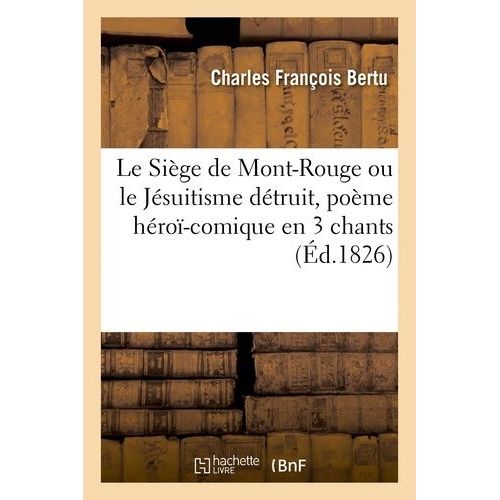 Charles François Bertu
Le Siège de Mont-Rouge ou
le Jésuitisme détruit, poème
héroï-comique en 3 chants
(Éd.1826)
hachette
LIVRE
{BnF